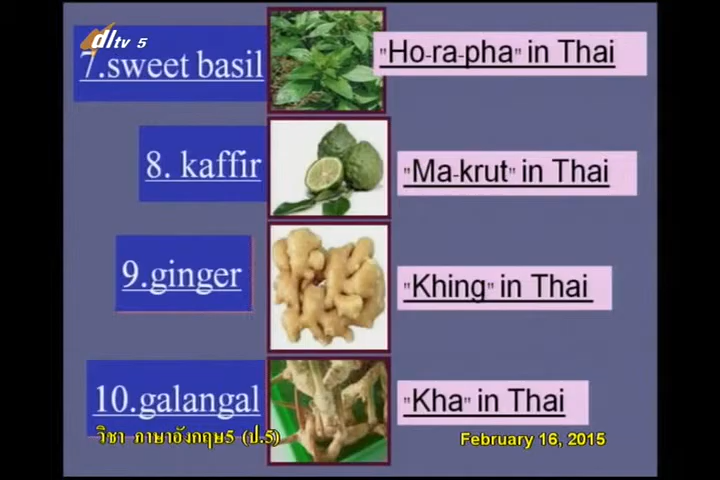 dltv 5
7.sweet basil
"Ho-ra-pha" in Thai
8. kaffir
"Ma-krut" in Thai
9.ginger
"Khing" in Thai
10.galangal
"Kha" in Thai
วิชา ภาษาอังกฤษ5 (ป.5)
February 16, 2015